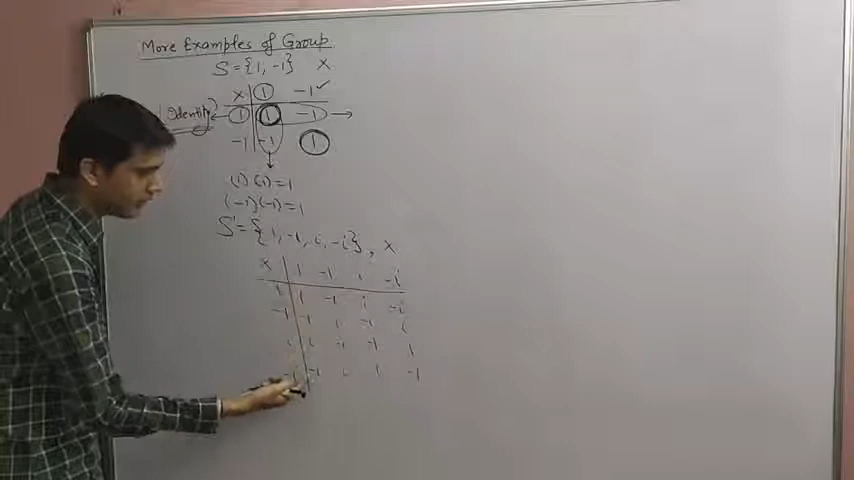 More Examples of Group
S = {1, -1} ×
× 1 -1 ✓
(Identity) ← 1 1 -1 →
-1 -1 1
(1) (1) = 1
(-1) (-1) = 1
S' = {1, -1, i, -i}, ×
× 1 -1 i -i
1 1 -1 i -i
-1 -1 1 -i i
i i -i -1 1
-i -i i 1 -1